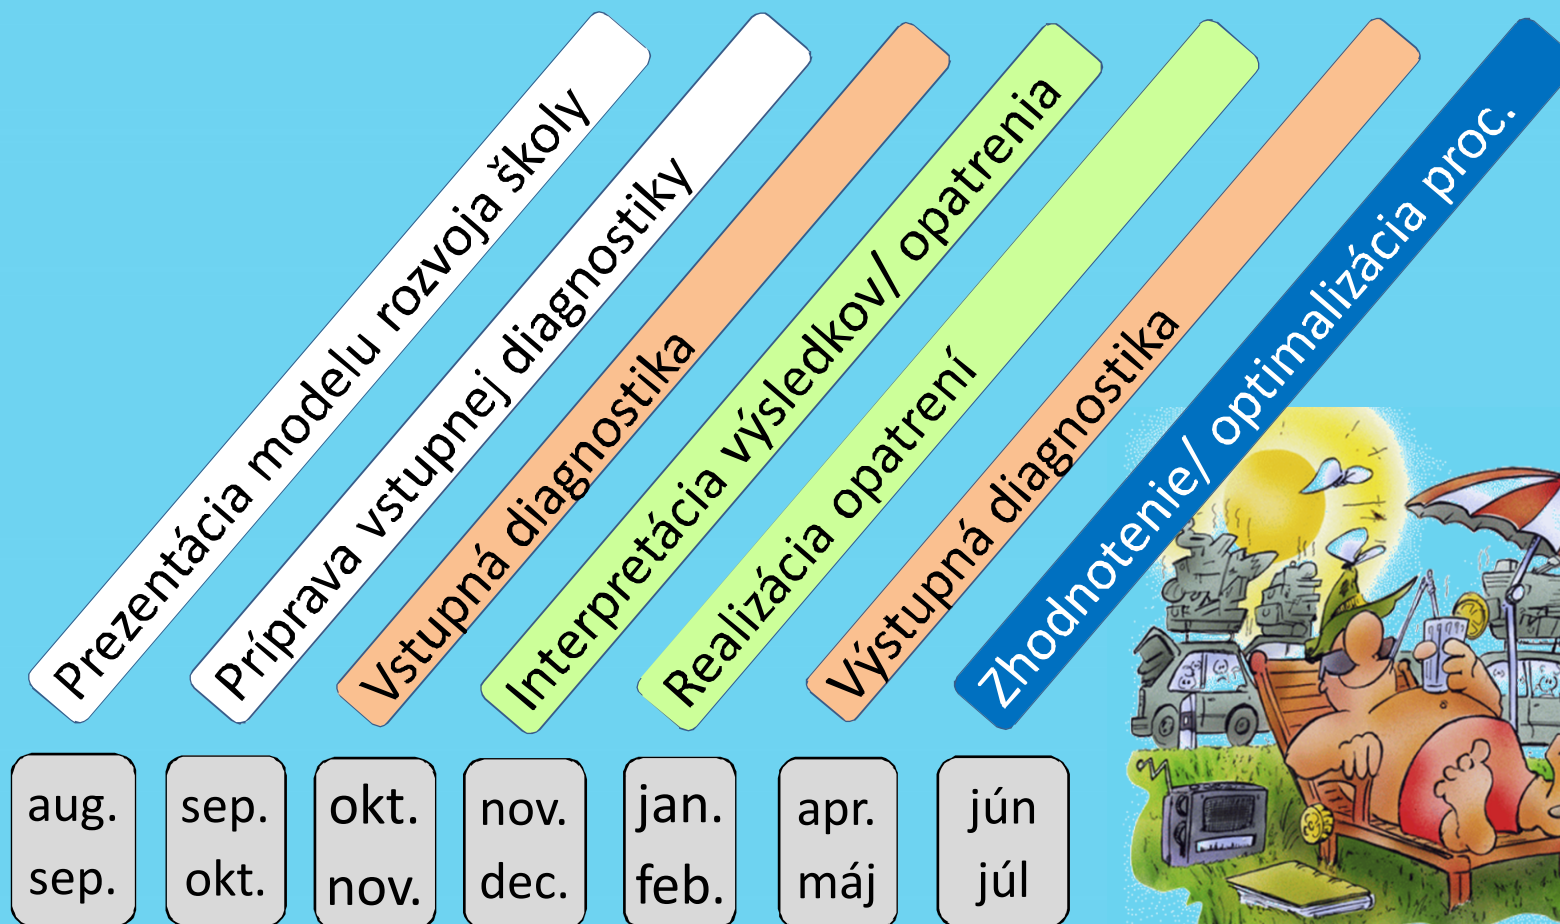 Prezentácia modelu rozvoja školy
Príprava vstupnej diagnostiky
Vstupná diagnostika
Interpretácia výsledkov/ opatrenia
Realizácia opatrení
Výstupná diagnostika
Zhodnotenie/ optimalizácia proc.
aug.
sep.
sep.
okt.
okt.
nov.
nov.
dec.
jan.
feb.
apr.
máj
jún
júl